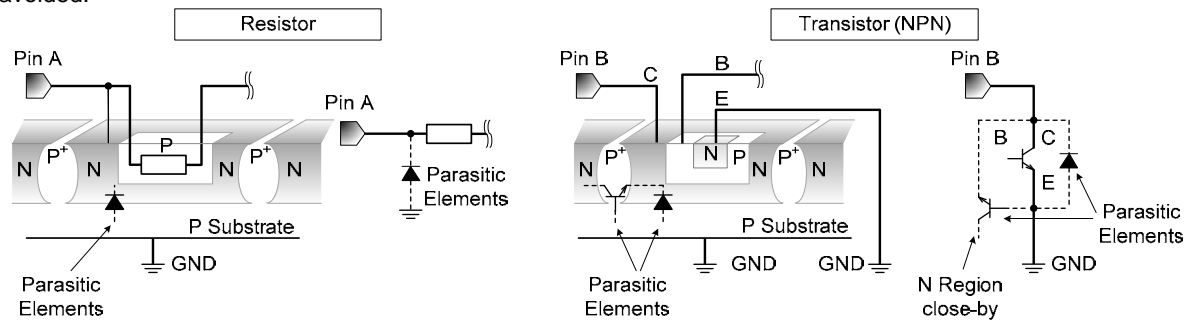 avoided.
Resistor
Pin A
N
P+
N
P
N
P+
N
Parasitic
Elements
P Substrate
GND
Pin A
Parasitic
Elements
Transistor (NPN)
Pin B
C
B
E
N
P+
N
N
P
N
P+
N
P Substrate
Parasitic
Elements
GND
GND
Pin B
B
C
E
Parasitic
Elements
GND
N Region
close-by